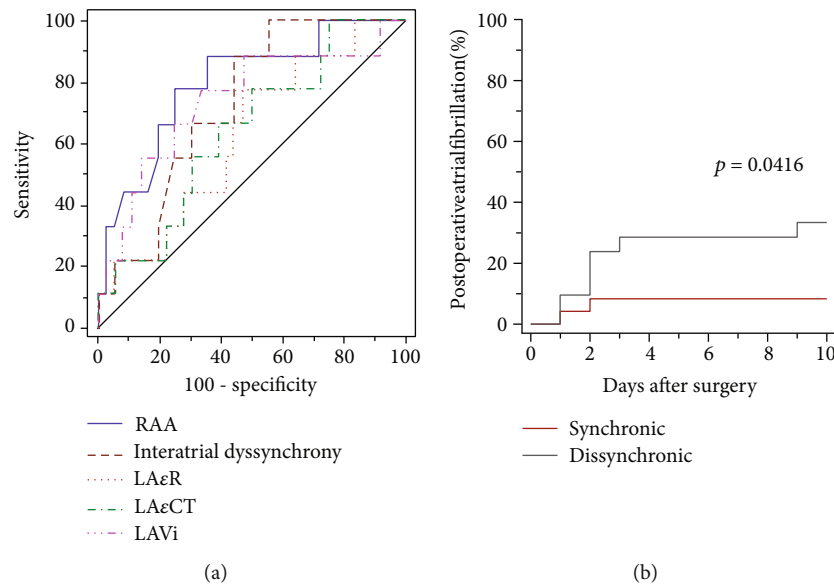 100
80
60
40
20
0
Sensitivity
0 20 40 60 80 100
100 - specificity
RAA
Interatrial dyssynchrony
LAεR
LAεCT
LAVi
(a)
100
80
60
40
20
0
Postoperativeatrialfibrillation(%)
p = 0.0416
0 2 4 6 8 10
Days after surgery
Synchronic
Dissynchronic
(b)